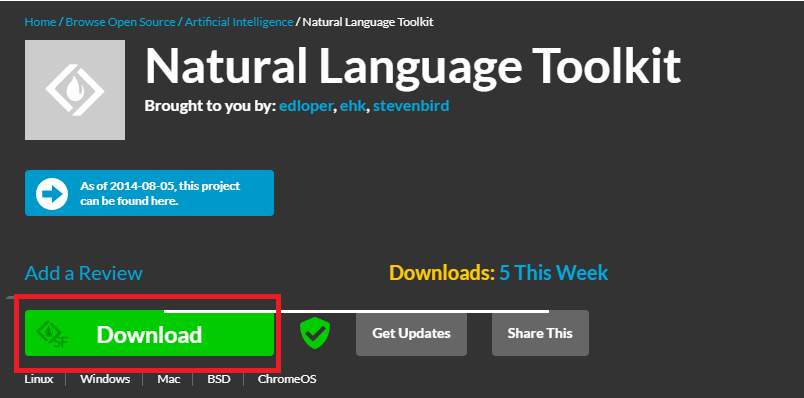 Home / Browse Open Source / Artificial Intelligence / Natural Language Toolkit
Natural Language Toolkit
Brought to you by: edloper, ehk, stevenbird
As of 2014-08-05, this project
can be found here.
Add a Review
Downloads: 5 This Week
SF Download
Get Updates
Share This
Linux | Windows | Mac | BSD | ChromeOS